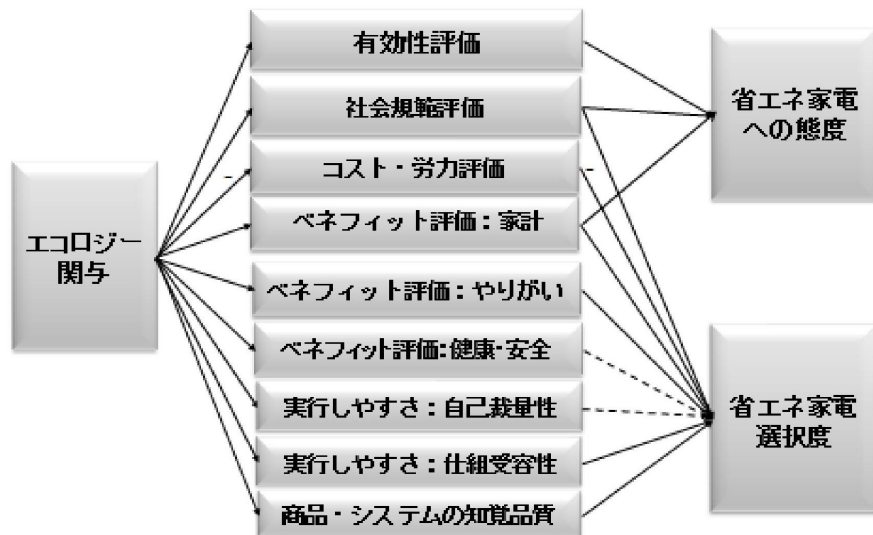 有効性評価
社会規範評価
コスト・労力評価
ベネフィット評価：家計
ベネフィット評価：やりがい
ベネフィット評価：健康・安全
実行しやすさ：自己裁量性
実行しやすさ：仕組受容性
商品・システムの知覚品質
エコロジー
関与
-
-
省エネ家電
への態度
省エネ家電
選択度